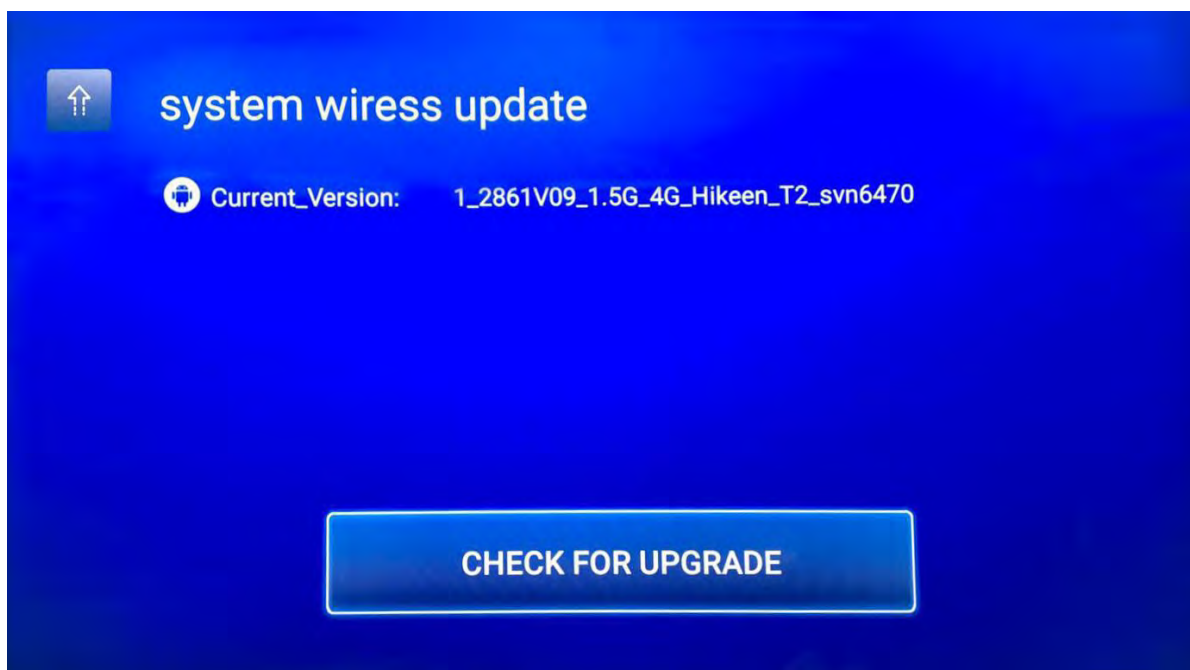 system wiress update
Current_Version: 1_2861V09_1.5G_4G_Hikeen_T2_svn6470
CHECK FOR UPGRADE